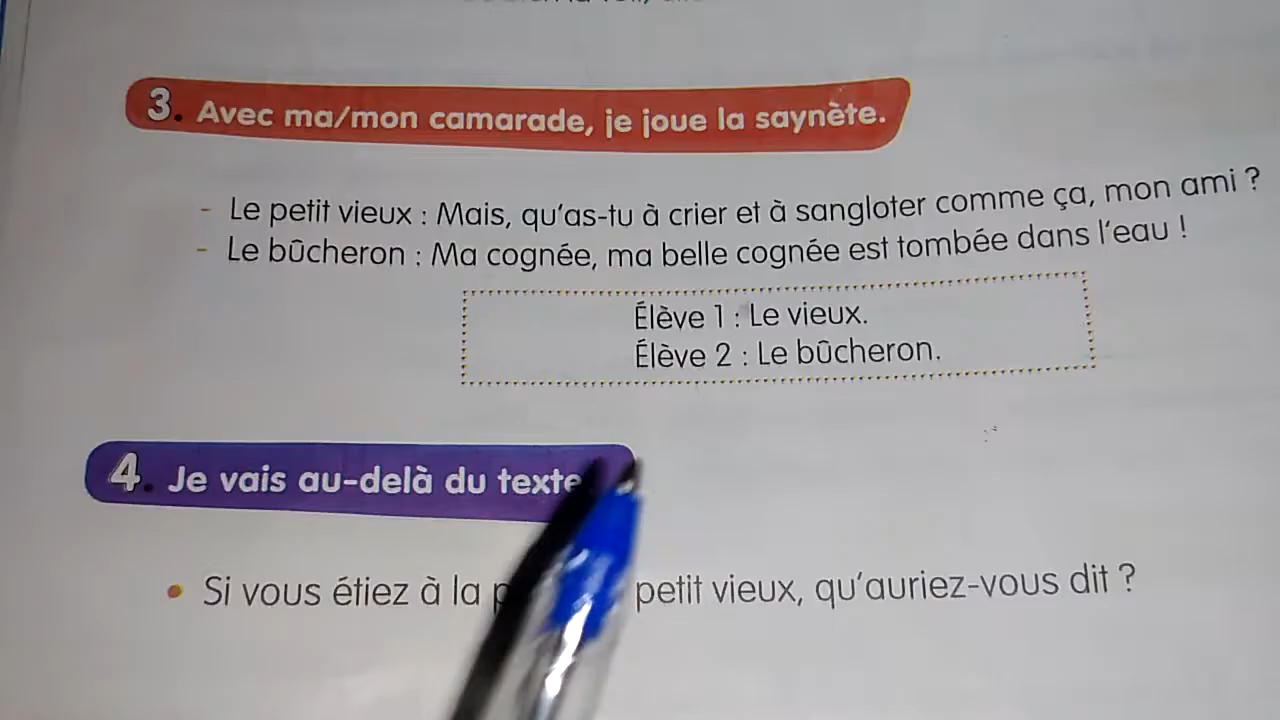 3. Avec ma/mon camarade, je joue la saynète.
- Le petit vieux : Mais, qu'as-tu à crier et à sangloter comme ça, mon ami ?
- Le bûcheron : Ma cognée, ma belle cognée est tombée dans l'eau !
Élève 1 : Le vieux.
Élève 2 : Le bûcheron.
4. Je vais au-delà du texte
• Si vous étiez à la petit vieux, qu'auriez-vous dit ?